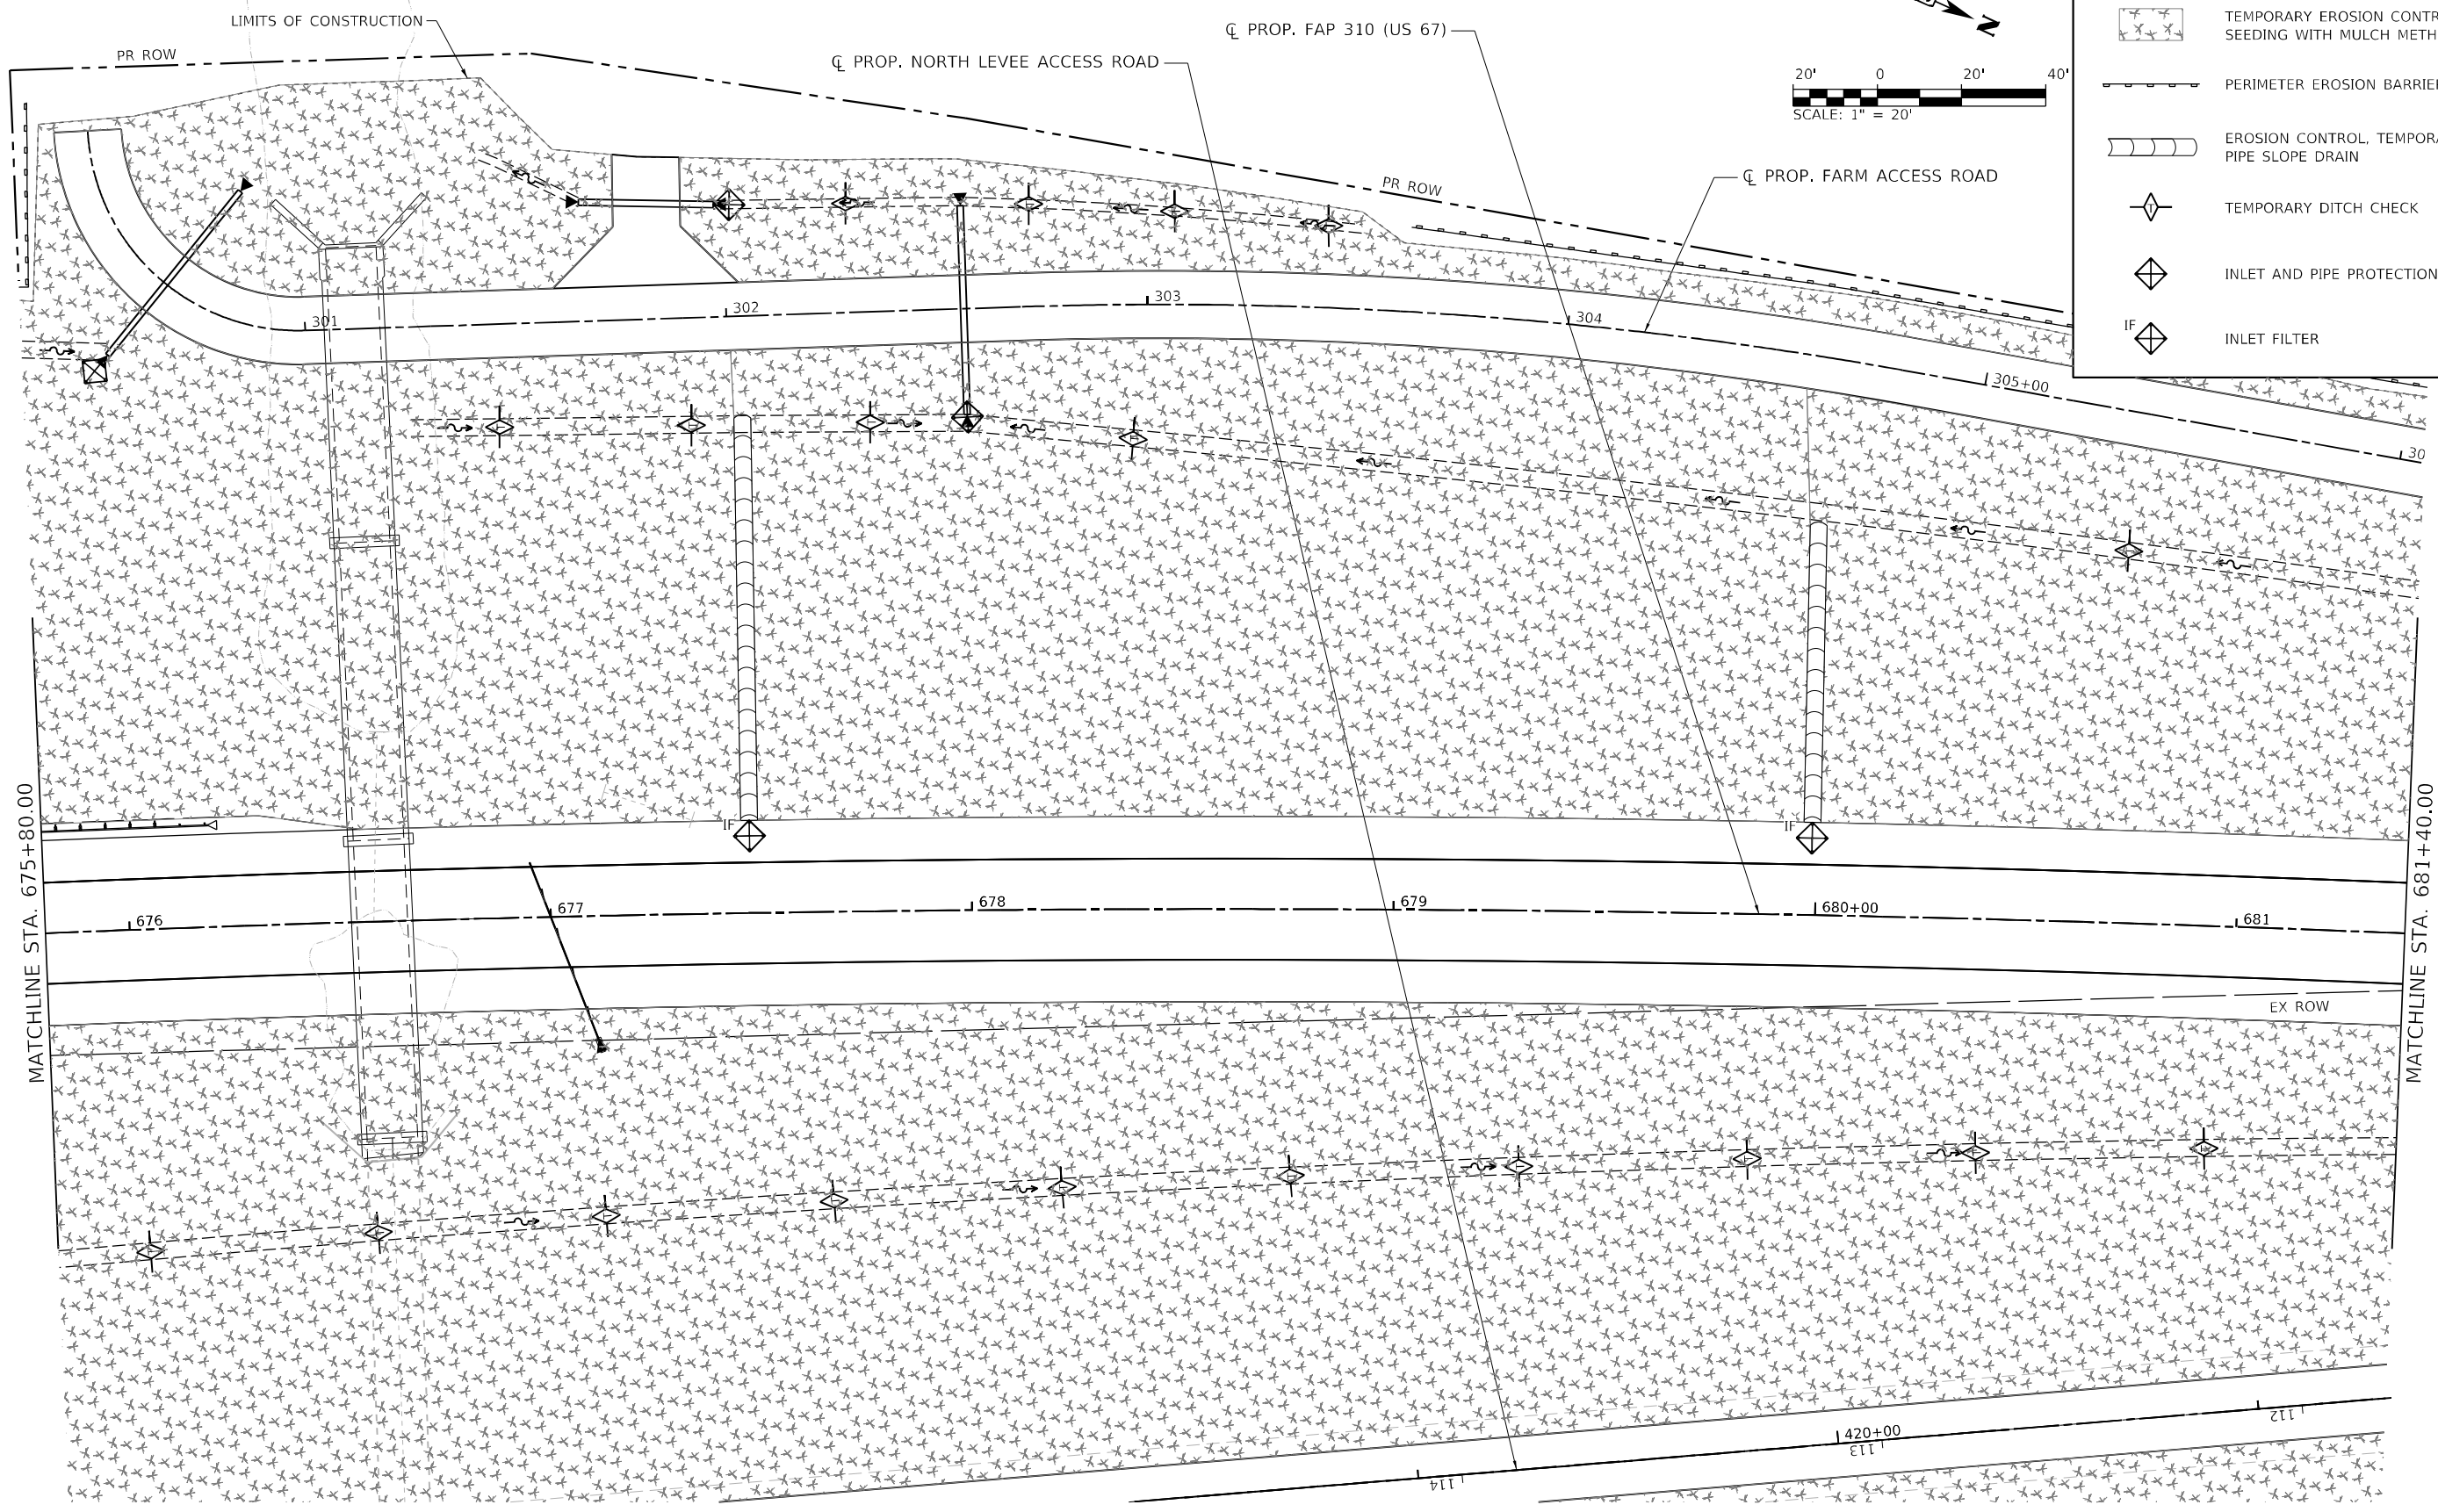 LIMITS OF CONSTRUCTION
PR ROW
℄ PROP. FAP 310 (US 67)
℄ PROP. NORTH LEVEE ACCESS ROAD
N
20' 0 20' 40'
SCALE: 1" = 20'
TEMPORARY EROSION CONTR
SEEDING WITH MULCH METH
PERIMETER EROSION BARRIER
EROSION CONTROL, TEMPORA
PIPE SLOPE DRAIN
TEMPORARY DITCH CHECK
INLET AND PIPE PROTECTION
IF
INLET FILTER
℄ PROP. FARM ACCESS ROAD
PR ROW
301
302
303
304
305+00
30
MATCHLINE STA. 675+80.00
MATCHLINE STA. 681+40.00
IF
IF
676
677
678
679
680+00
681
EX ROW
420+00
112
113
114